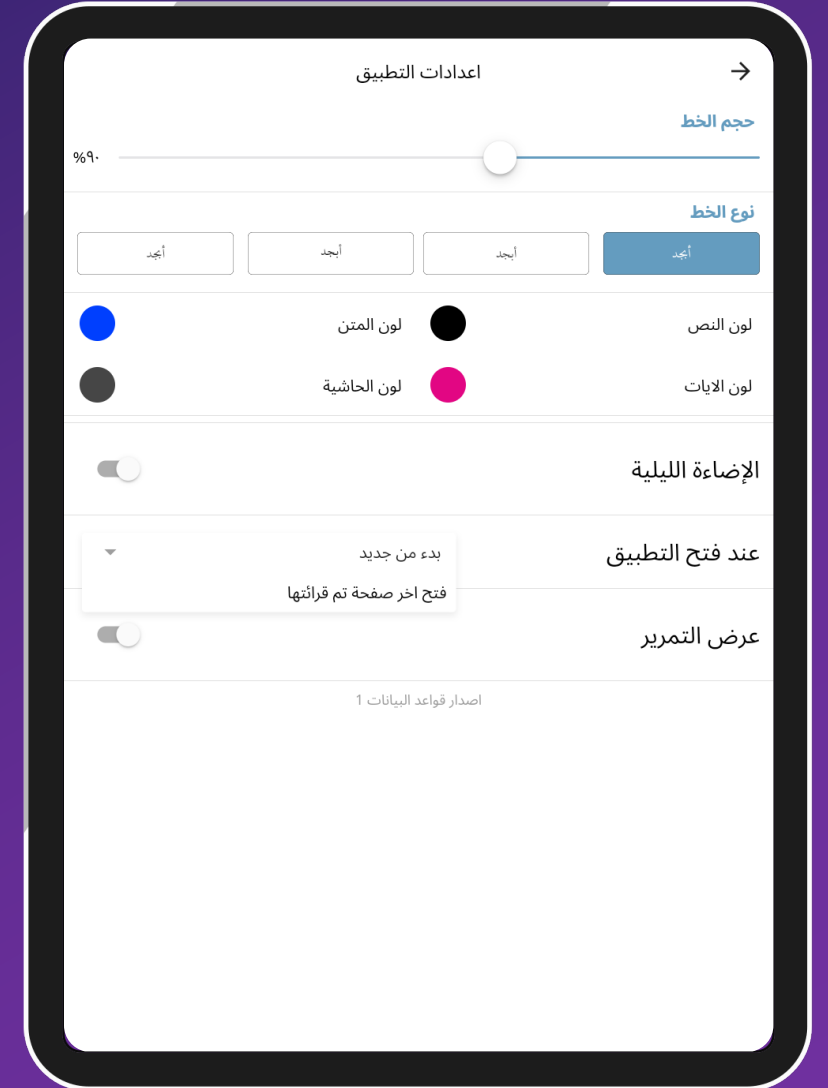 اعدادات التطبيق
حجم الخط
%٩٠
نوع الخط
أبجد أبجد أبجد أبجد
لون النص لون المتن
لون الايات لون الحاشية
الإضاءة الليلية
عند فتح التطبيق بدء من جديد
فتح اخر صفحة تم قرائتها
عرض التمرير
اصدار قواعد البيانات 1